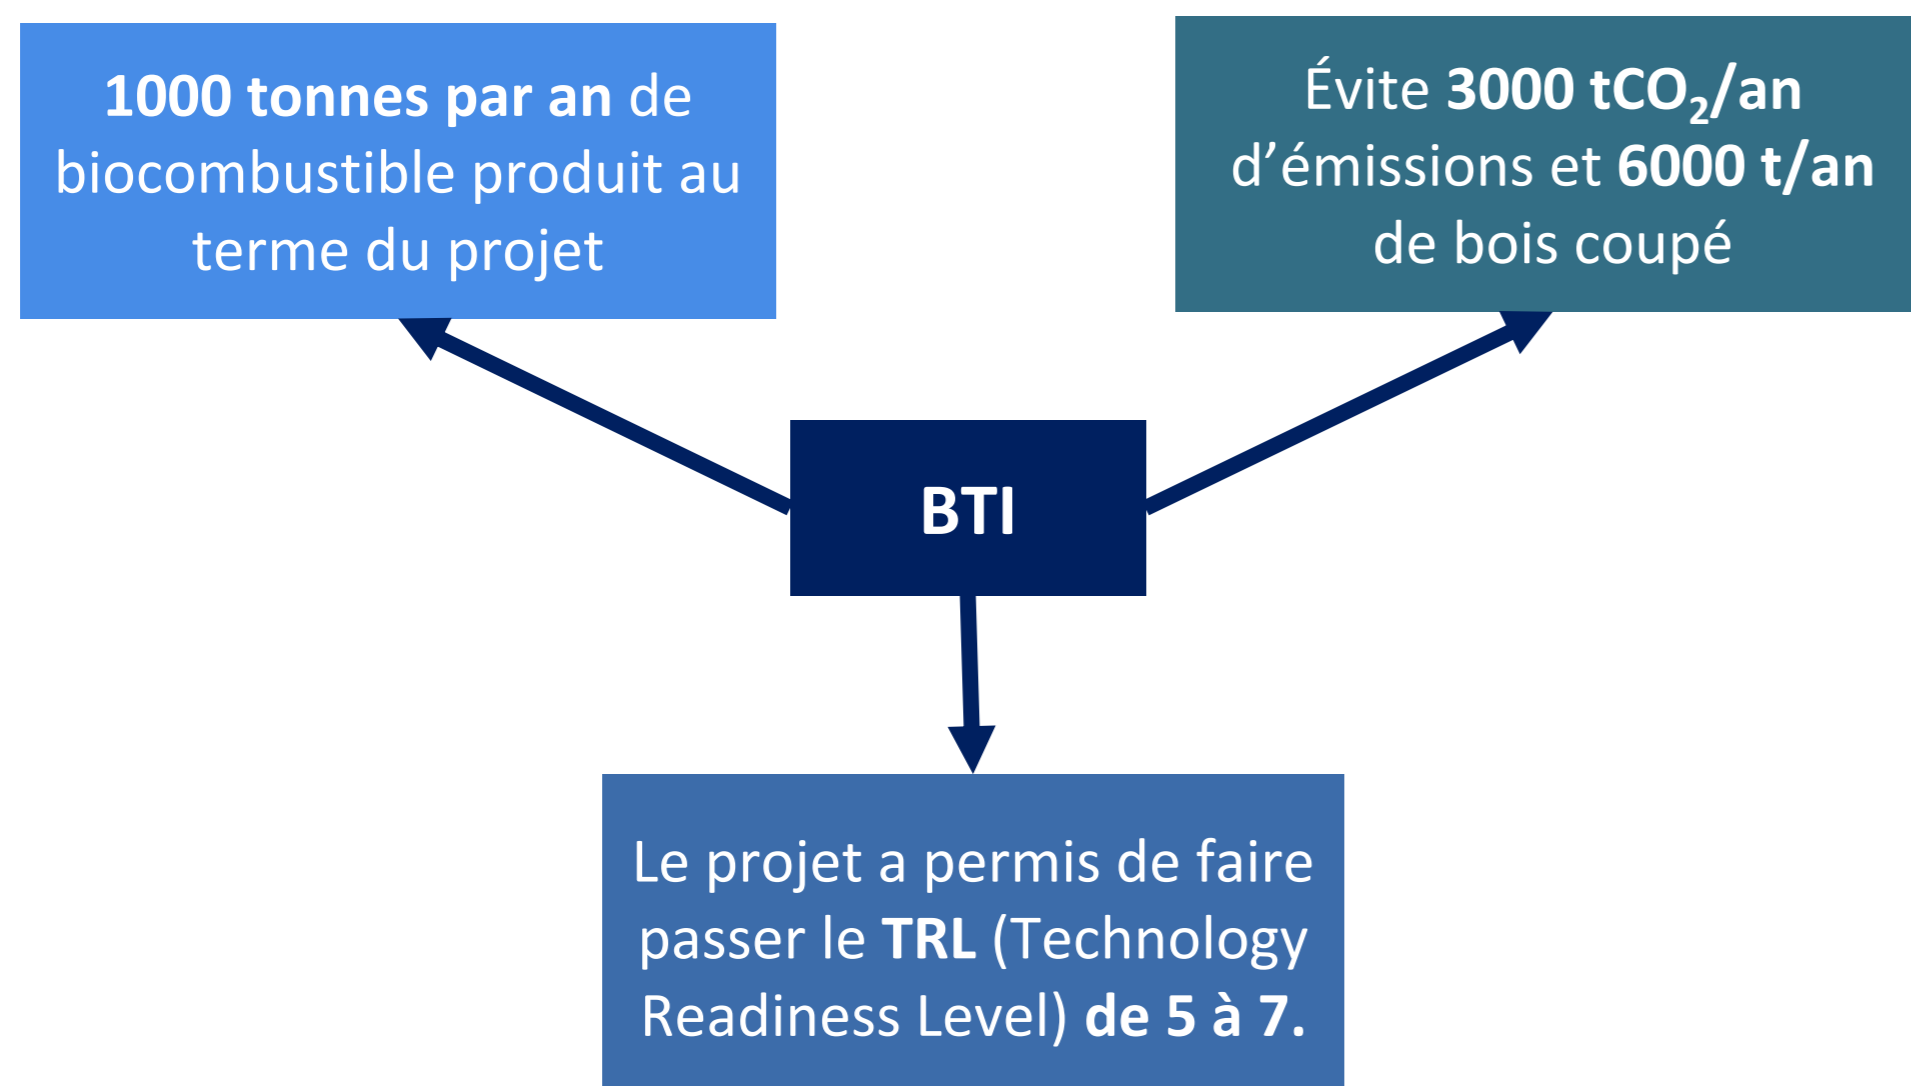 1000 tonnes par an de
biocombustible produit au
terme du projet
Évite 3000 tCO₂/an
d’émissions et 6000 t/an
de bois coupé
BTI
Le projet a permis de faire
passer le TRL (Technology
Readiness Level) de 5 à 7.